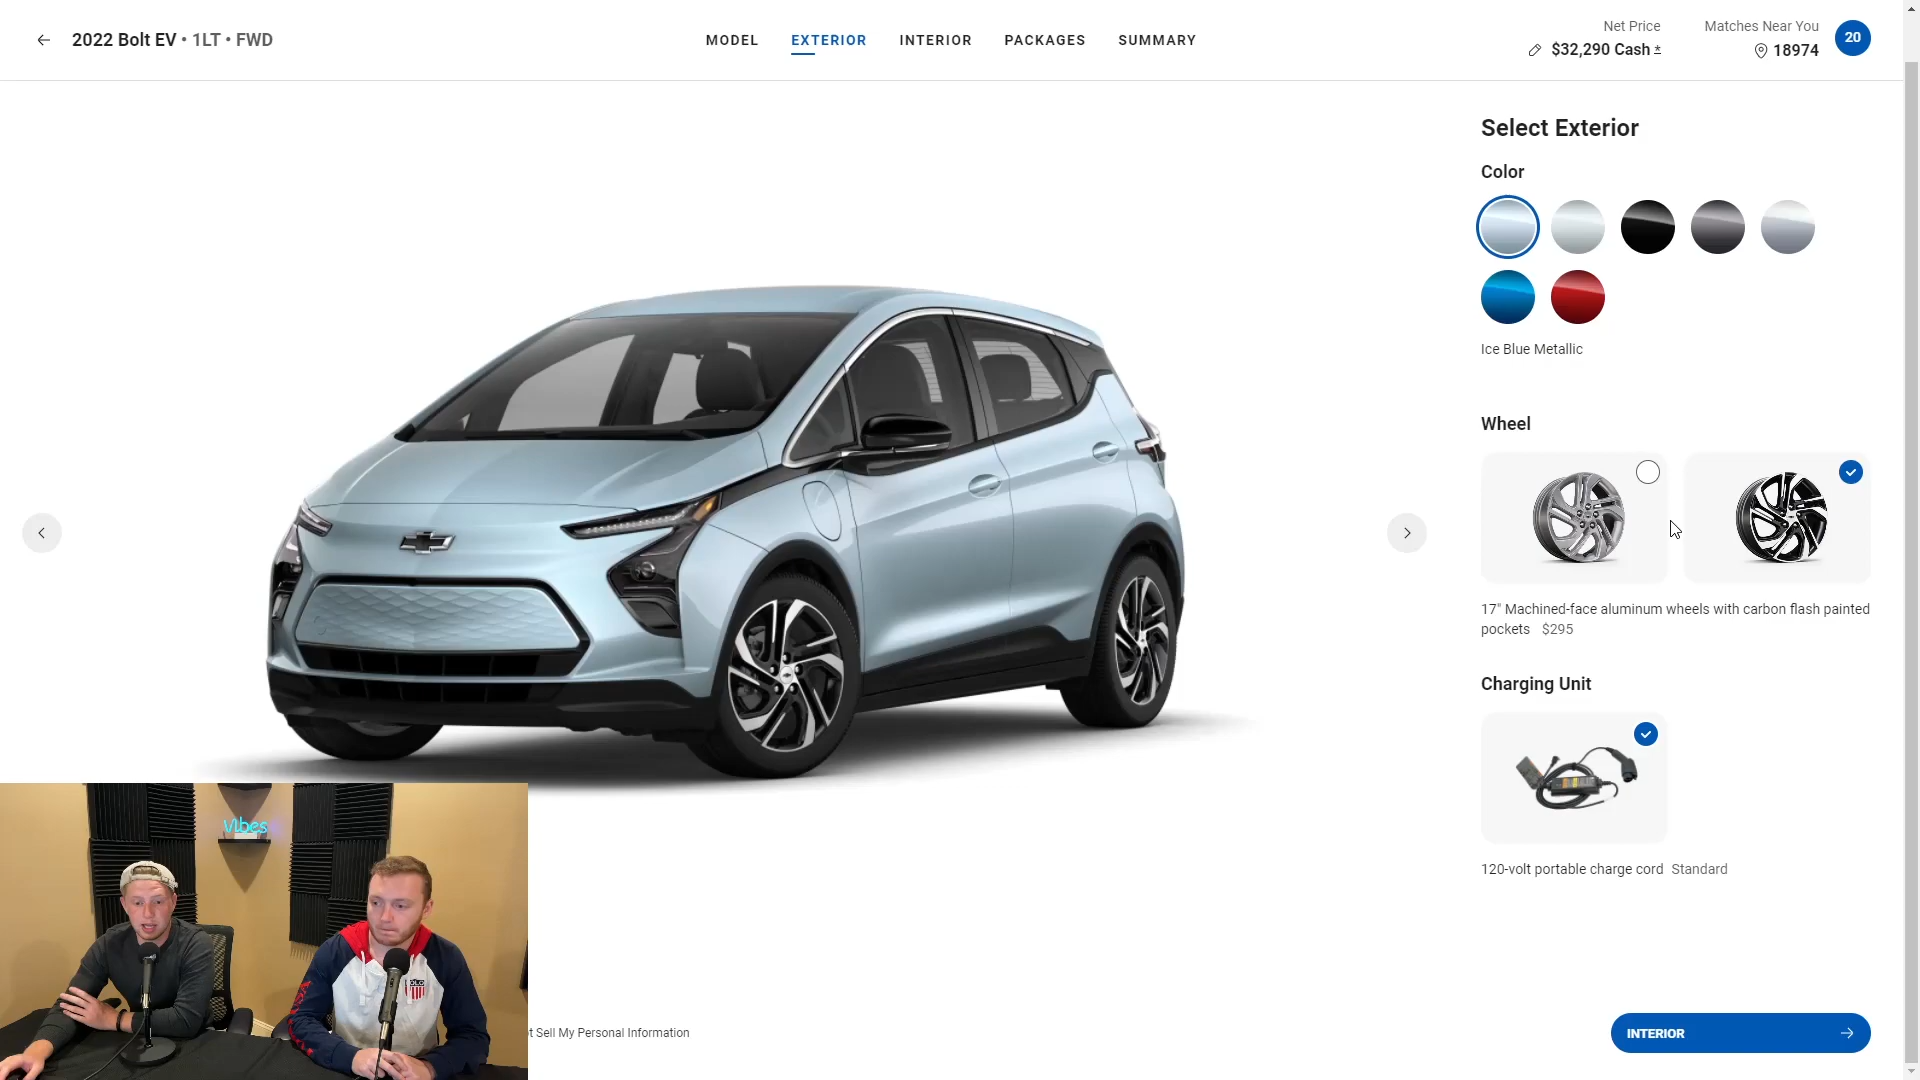 2022 Bolt EV • 1LT • FWD
MODEL
EXTERIOR
INTERIOR
PACKAGES
SUMMARY
Net Price
$32,290 Cash *
Matches Near You
18974
20
Select Exterior
Color
Ice Blue Metallic
Wheel
17" Machined-face aluminum wheels with carbon flash painted
pockets $295
Charging Unit
120-volt portable charge cord Standard
Vibes
POLO
t Sell My Personal Information
INTERIOR